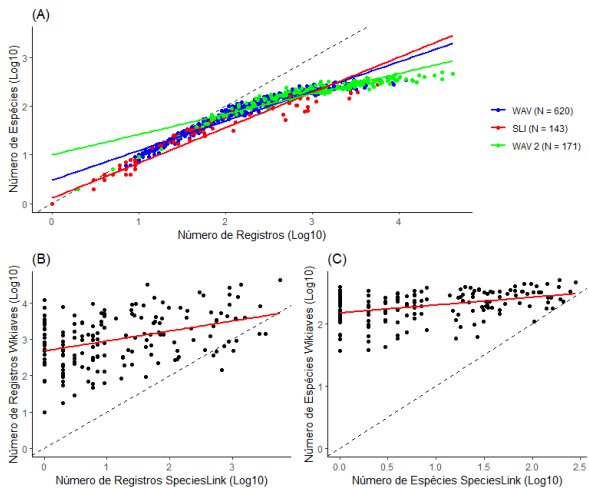 (A)
Número de Espécies (Log10)
3
2
1
0
0
1
2
3
4
Número de Registros (Log10)
WAV (N = 620)
SLI (N = 143)
WAV 2 (N = 171)
(B)
Número de Registros Wikiaves (Log10)
4
3
2
1
0
0
1
2
3
Número de Registros SpeciesLink (Log10)
(C)
Número de Espécies Wikiaves (Log10)
2
1
0
0.0
0.5
1.0
1.5
2.0
2.5
Número de Espécies SpeciesLink (Log10)